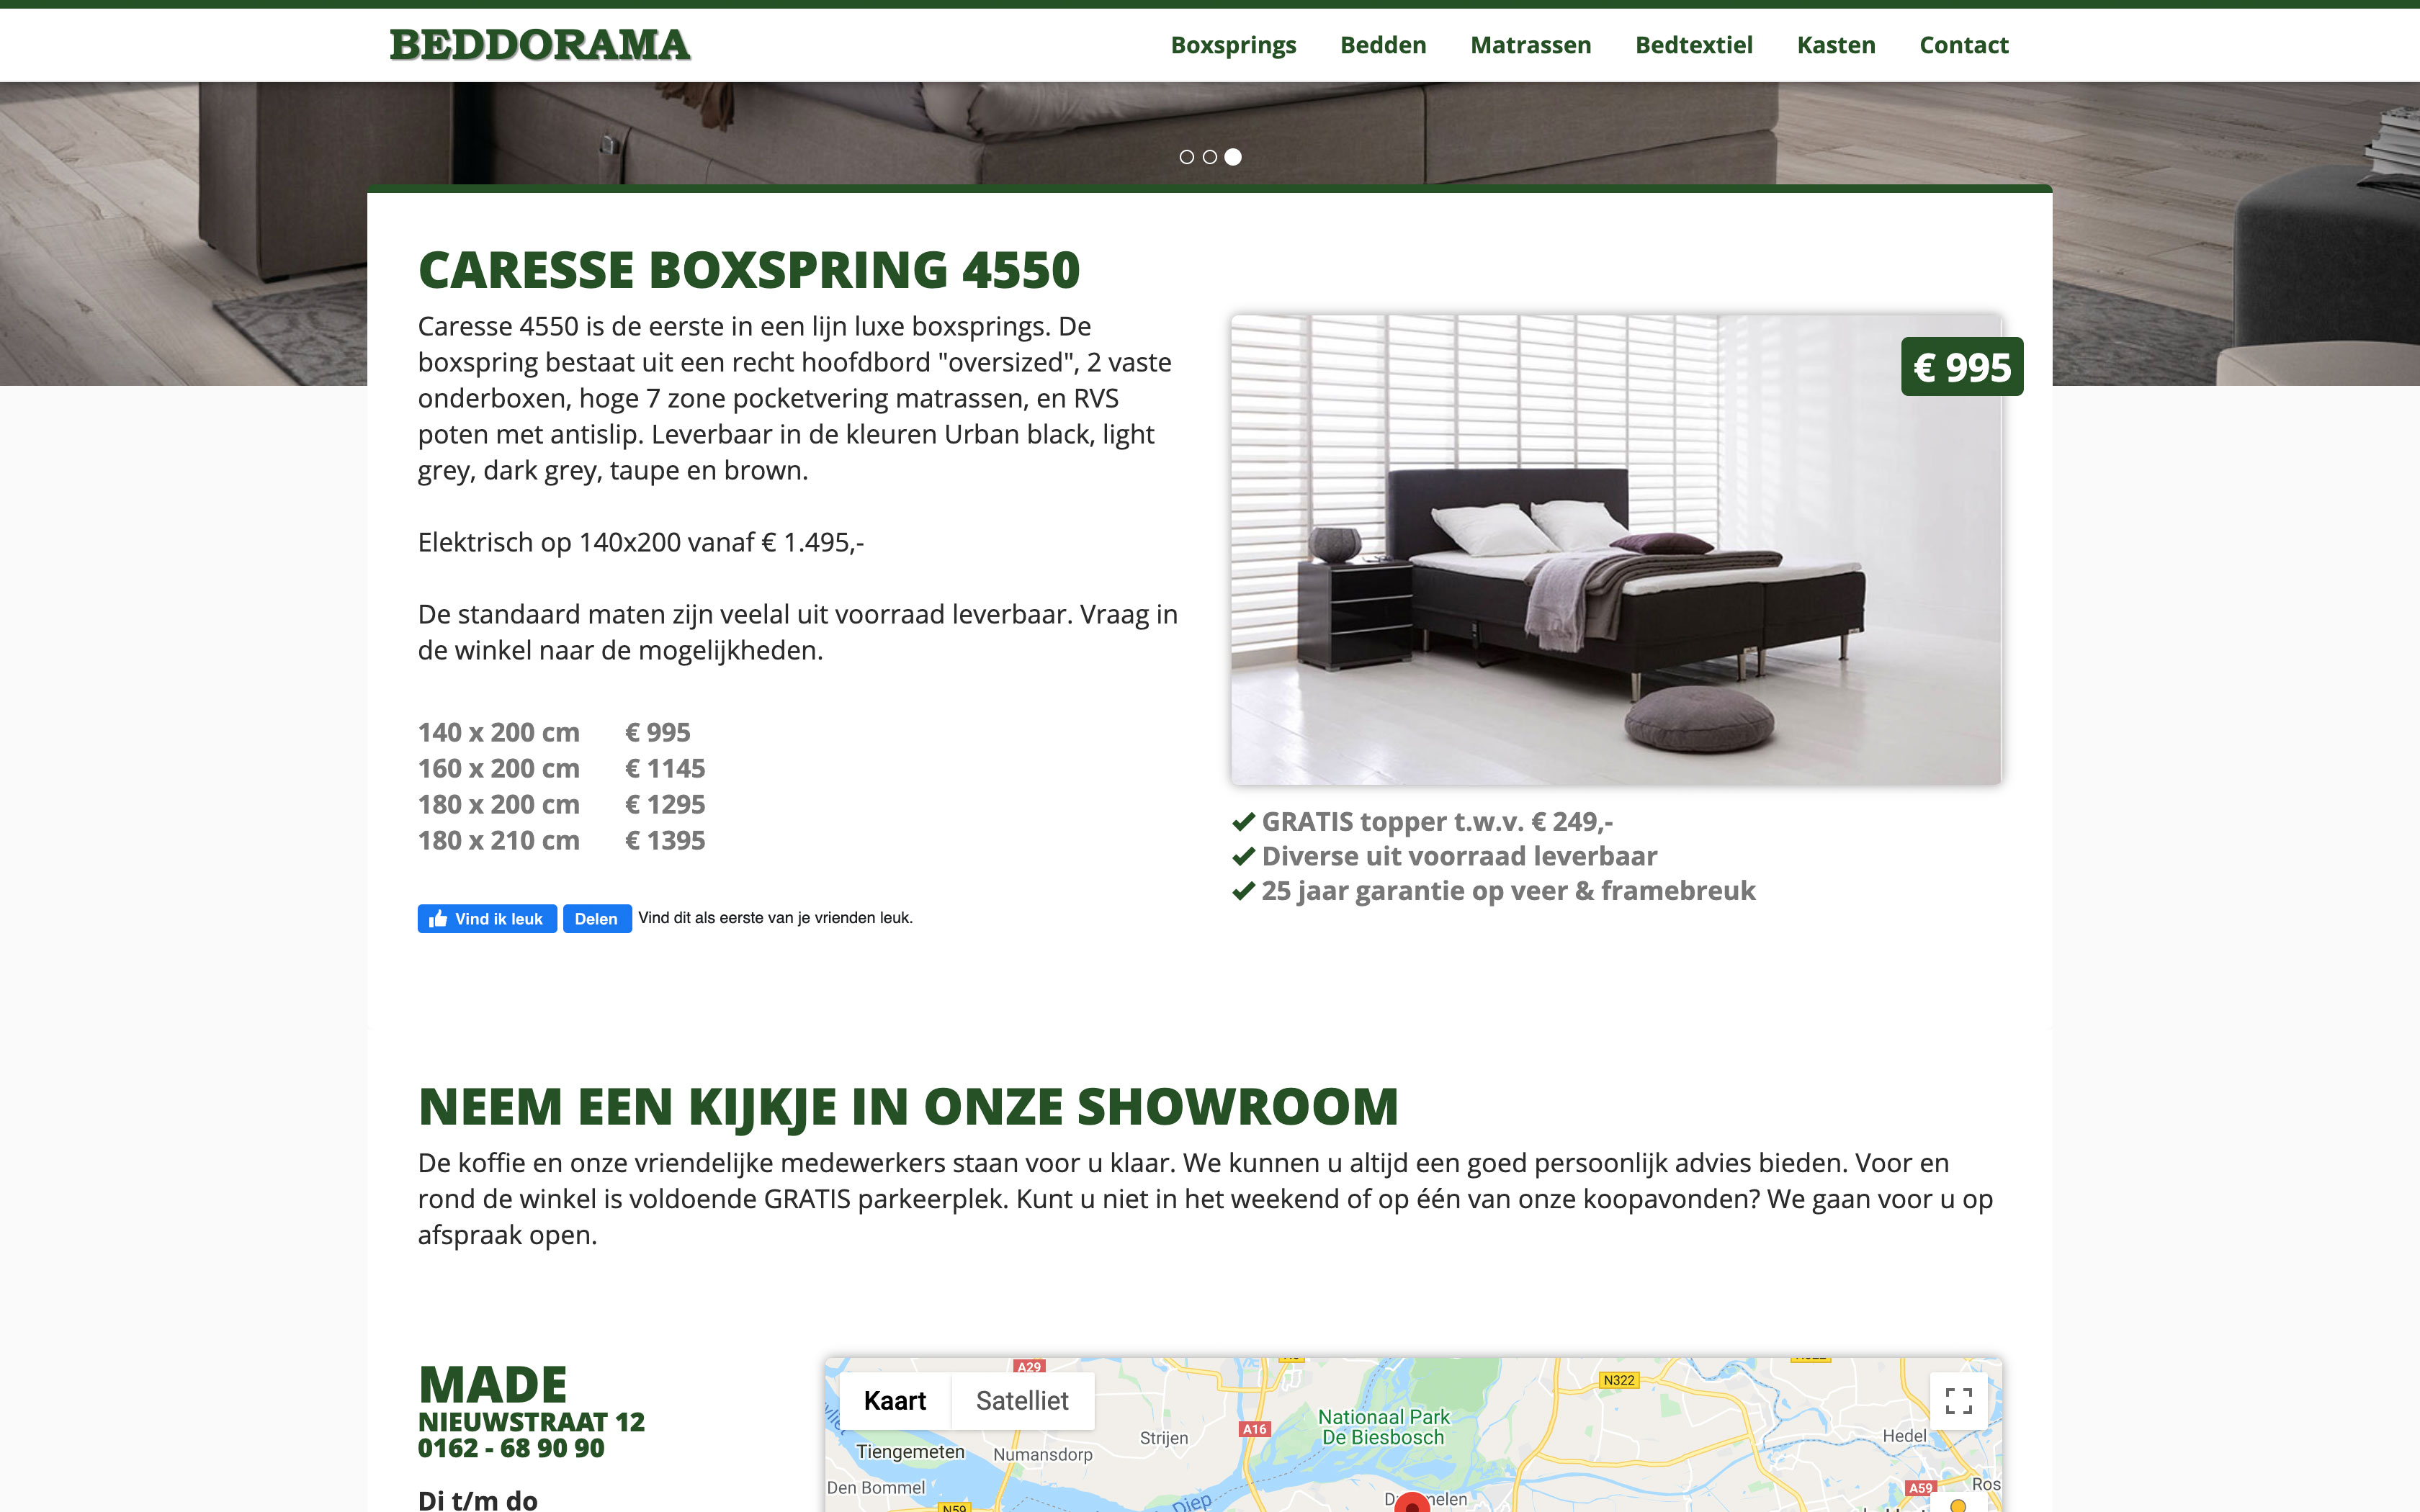 BEDDORAMA
Boxsprings Bedden Matrassen Bedtextiel Kasten Contact
CARESSE BOXSPRING 4550
Caresse 4550 is de eerste in een lijn luxe boxsprings. De
boxspring bestaat uit een recht hoofdbord "oversized", 2 vaste
onderboxen, hoge 7 zone pocketvering matrassen, en RVS
poten met antislip. Leverbaar in de kleuren Urban black, light
grey, dark grey, taupe en brown.
Elektrisch op 140x200 vanaf € 1.495,-
De standaard maten zijn veelal uit voorraad leverbaar. Vraag in
de winkel naar de mogelijkheden.
140 x 200 cm € 995
160 x 200 cm € 1145
180 x 200 cm € 1295
180 x 210 cm € 1395
Vind ik leuk Delen Vind dit als eerste van je vrienden leuk.
€ 995
GRATIS topper t.w.v. € 249,-
Diverse uit voorraad leverbaar
25 jaar garantie op veer & framebreuk
NEEM EEN KIJKJE IN ONZE SHOWROOM
De koffie en onze vriendelijke medewerkers staan voor u klaar. We kunnen u altijd een goed persoonlijk advies bieden. Voor en
rond de winkel is voldoende GRATIS parkeerplek. Kunt u niet in het weekend of op één van onze koopavonden? We gaan voor u op
afspraak open.
MADE
NIEUWSTRAAT 12
0162 - 68 90 90
Di t/m do
Kaart Satelliet
A29
N322
Nationaal Park
De Biesbosch
A16
Strijen
Hedel
Tiengemeten
Numansdorp
Den Bommel
A59
N59
Diep